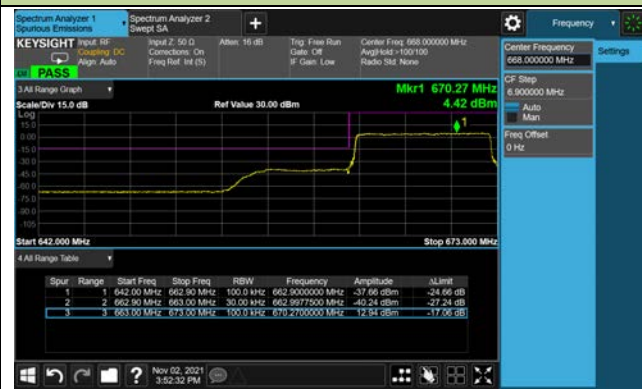 Spectrum Analyzer 1
Spurious Emissions
Spectrum Analyzer 2
Swept SA
+
Frequency
KEYSIGHT
Input: RF
Coupling: DC
Align: Auto
Input Z: 50 Ω
Corrections: On
Freq Ref: Int (S)
Atten: 16 dB
Trig: Free Run
Gate: Off
IF Gain: Low
Center Freq: 668.000000 MHz
Avg|Hold:>100/100
Radio Std: None
PASS
Center Frequency
668.000000 MHz
Settings
CF Step
6.900000 MHz
Auto
Man
Freq Offset
0 Hz
3 All Range Graph
Mkr1 670.27 MHz
Scale/Div 15.0 dB
Ref Value 30.00 dBm
4.42 dBm
Log
15.0
0.00
-15.0
-30.0
-45.0
-60.0
-75.0
-90.0
-105
1
Start 642.000 MHz
Stop 673.000 MHz
4 All Range Table
Spur Range Start Freq Stop Freq RBW Frequency Amplitude ΔLimit
1 1 642.00 MHz 662.90 MHz 100.0 kHz 662.9000000 MHz -37.66 dBm -24.66 dB
2 2 662.90 MHz 663.00 MHz 30.00 kHz 662.9977500 MHz -40.24 dBm -27.24 dB
3 3 663.00 MHz 673.00 MHz 100.0 kHz 670.2700000 MHz 12.94 dBm -17.06 dB
?
Nov 02, 2021
3:52:32 PM